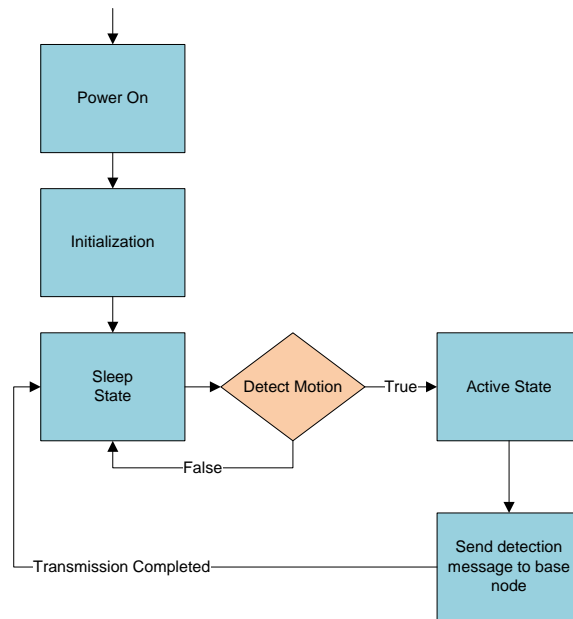 Power On
Initialization
Sleep
State
Detect Motion
True
Active State
False
Send detection
message to base
node
Transmission Completed